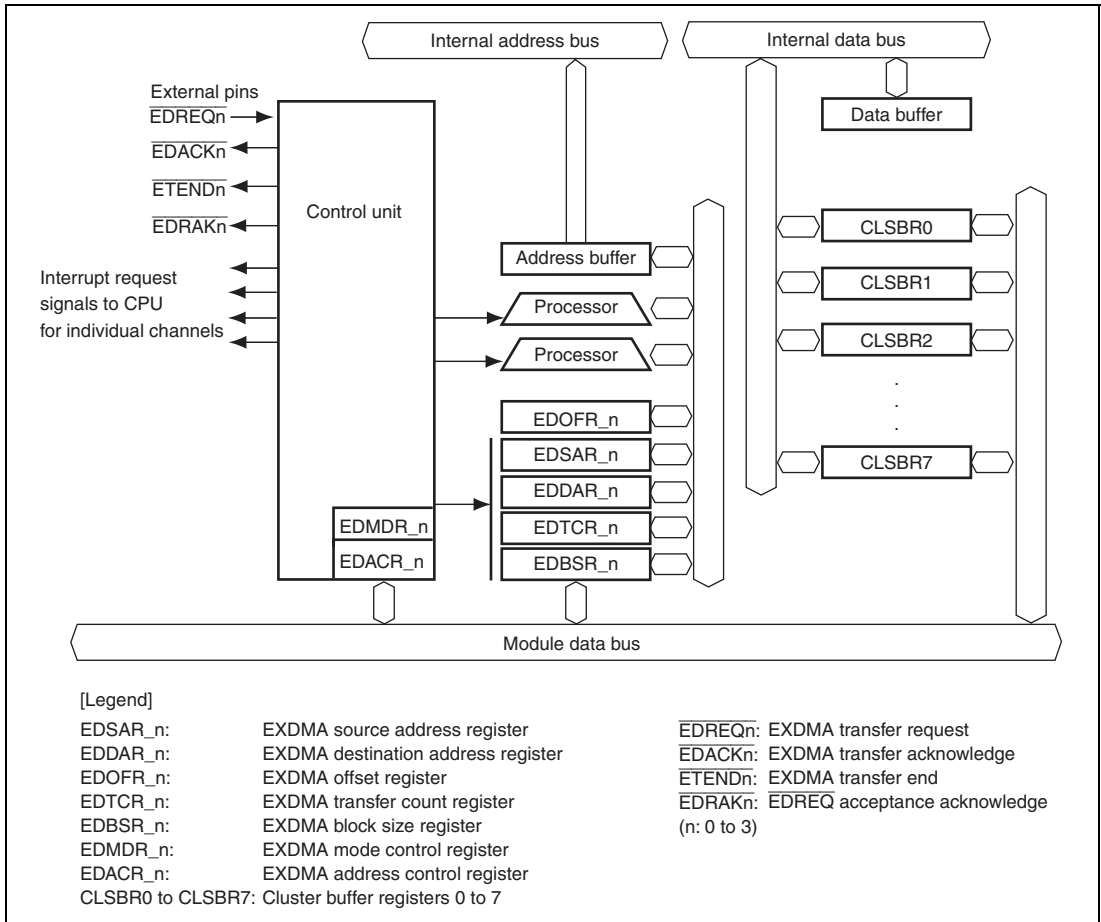 Internal address bus
Internal data bus
External pins
EDREQn
EDACKn
ETENDn
EDRAKn
Interrupt request
signals to CPU
for individual channels
Control unit
EDMDR_n
EDACR_n
Address buffer
Processor
Processor
EDOFR_n
EDSAR_n
EDDAR_n
EDTCR_n
EDBSR_n
Data buffer
CLSBR0
CLSBR1
CLSBR2
.
.
.
CLSBR7
Module data bus
[Legend]
EDSAR_n: EXDMA source address register
EDDAR_n: EXDMA destination address register
EDOFR_n: EXDMA offset register
EDTCR_n: EXDMA transfer count register
EDBSR_n: EXDMA block size register
EDMDR_n: EXDMA mode control register
EDACR_n: EXDMA address control register
CLSBR0 to CLSBR7: Cluster buffer registers 0 to 7
EDREQn: EXDMA transfer request
EDACKn: EXDMA transfer acknowledge
ETENDn: EXDMA transfer end
EDRAKn: EDREQ acceptance acknowledge
(n: 0 to 3)